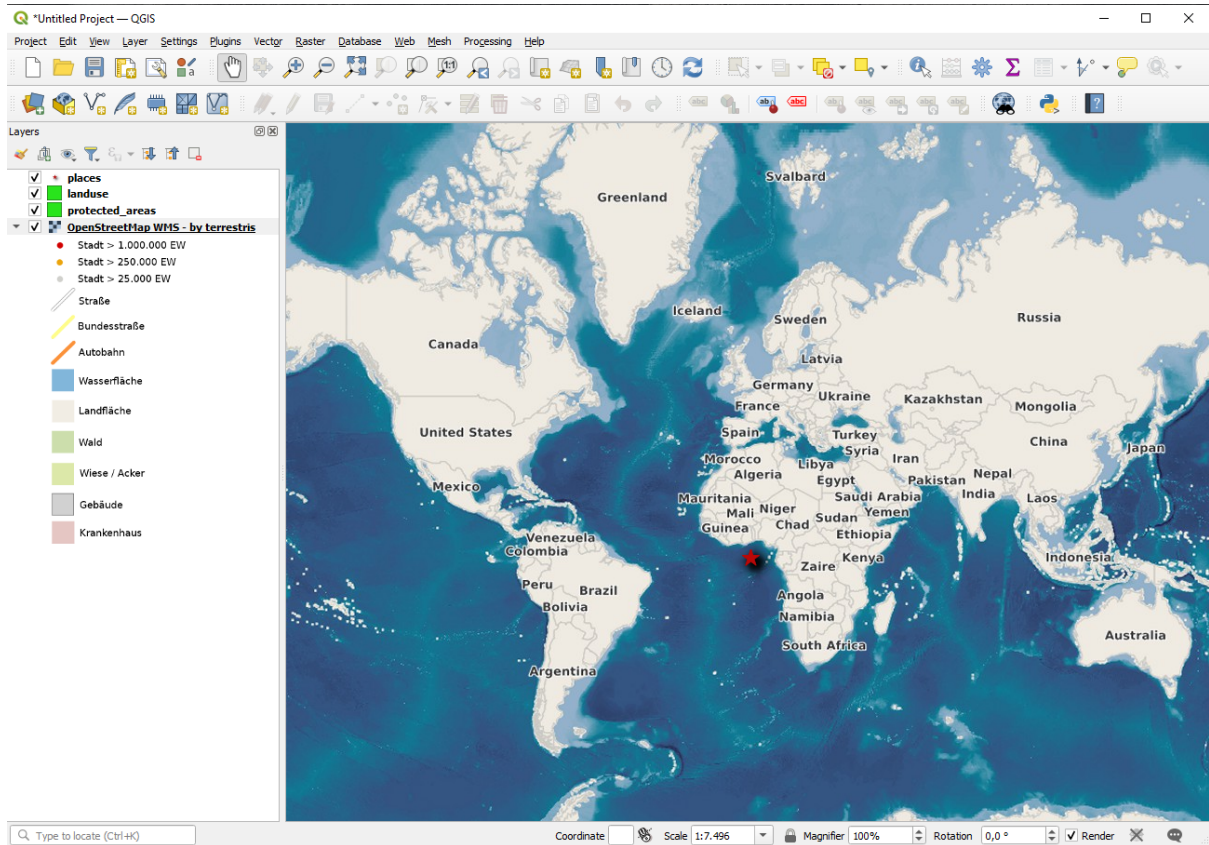 *Untitled Project — QGIS
Project Edit View Layer Settings Plugins Vector Raster Database Web Mesh Processing Help
Layers
places
landuse
protected_areas
OpenStreetMap WMS - by terrestris
Stadt > 1.000.000 EW
Stadt > 250.000 EW
Stadt > 25.000 EW
Straße
Bundesstraße
Autobahn
Wasserfläche
Landfläche
Wald
Wiese / Acker
Gebäude
Krankenhaus
Svalbard
Greenland
Iceland
Sweden
Russia
Canada
Latvia
Germany
Ukraine
France
Kazakhstan
Mongolia
United States
Spain
Turkey
China
Japan
Syria
Morocco
Libya
Iran
Algeria
Egypt
Pakistan
Nepal
Mexico
Mauritania
Saudi Arabia
India
Laos
Mali
Niger
Yemen
Guinea
Chad
Sudan
Ethiopia
Venezuela
Colombia
Kenya
Indonesia
Zaire
Peru
Brazil
Angola
Bolivia
Namibia
Australia
South Africa
Argentina
Type to locate (Ctrl+K)
Coordinate Scale 1:7.496 Magnifier 100% Rotation 0,0 ° Render